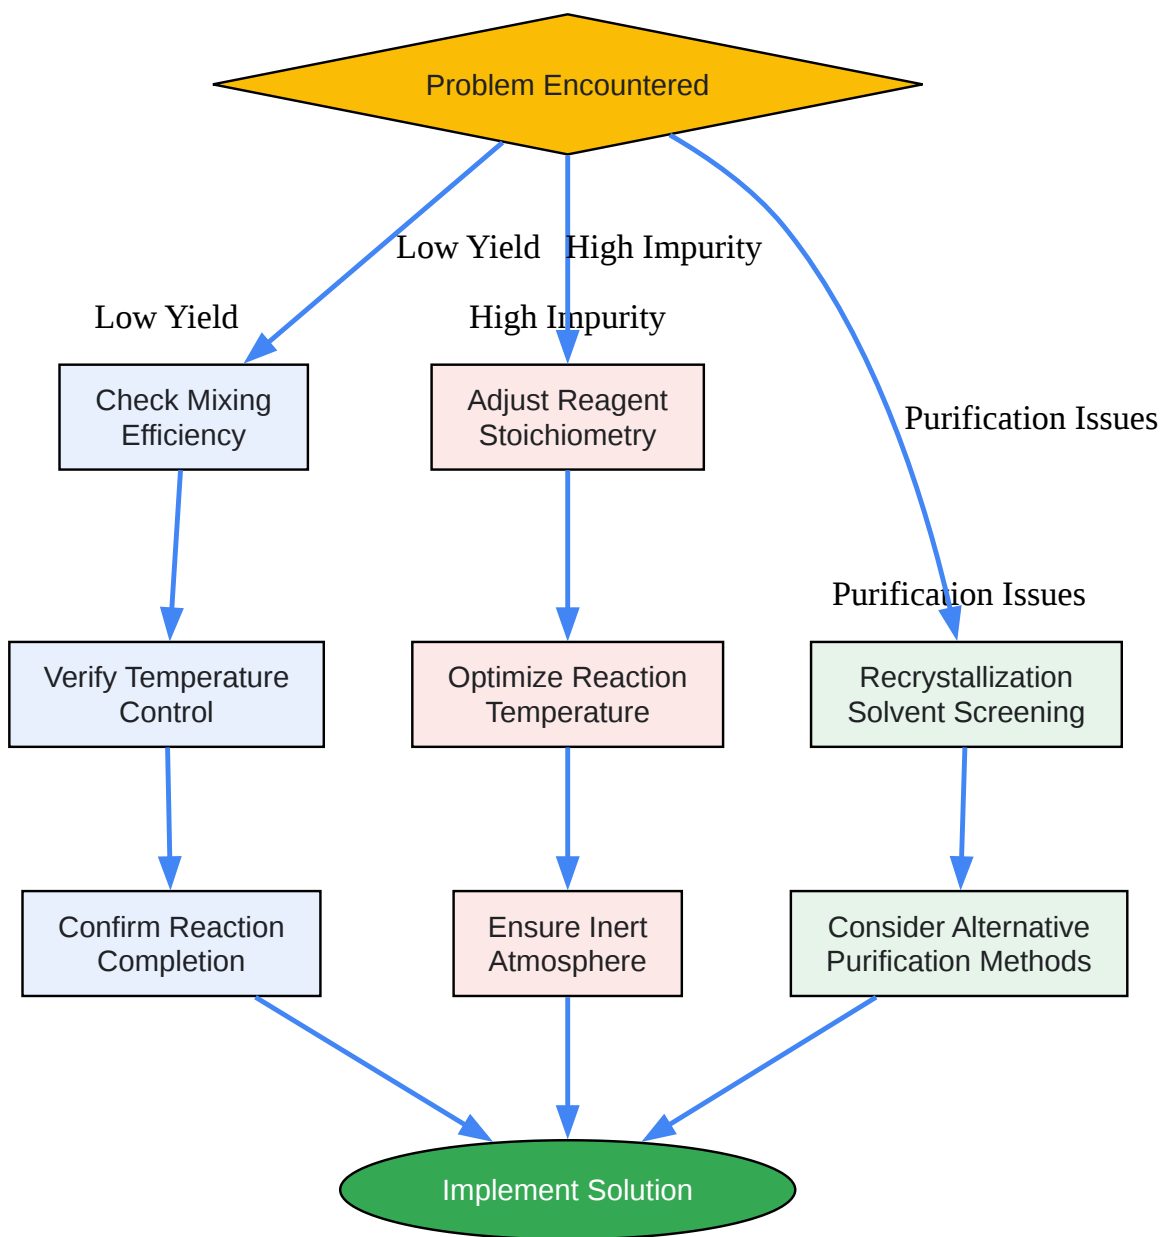 Problem Encountered
Low Yield
High Impurity
Low Yield
High Impurity
Check Mixing
Efficiency
Adjust Reagent
Stoichiometry
Purification Issues
Purification Issues
Verify Temperature
Control
Optimize Reaction
Temperature
Recrystallization
Solvent Screening
Confirm Reaction
Completion
Ensure Inert
Atmosphere
Consider Alternative
Purification Methods
Implement Solution